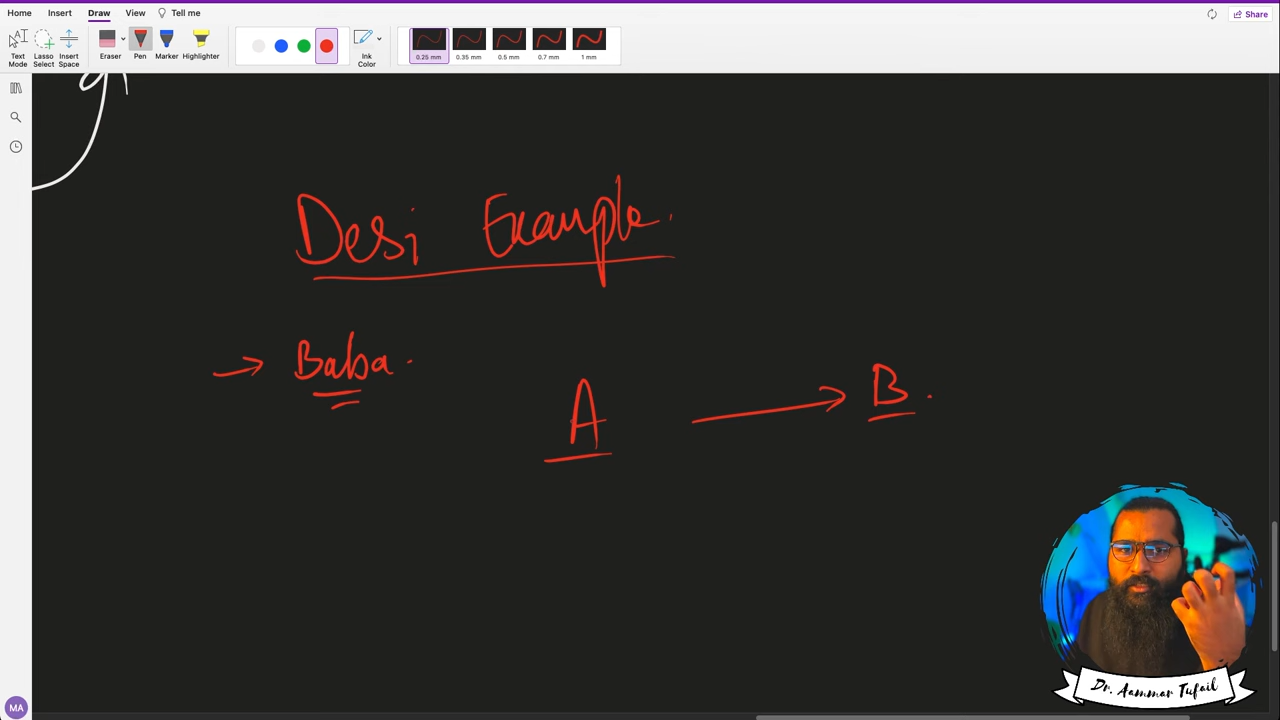 Home Insert Draw View Tell me Share
Text Mode Lasso Select Insert Space Eraser Pen Marker Highlighter Ink Color 0.25 mm 0.35 mm 0.5 mm 0.7 mm 1 mm
Desi Example.
→ Baba.
A → B.
Dr. Aammar Tufail
MA